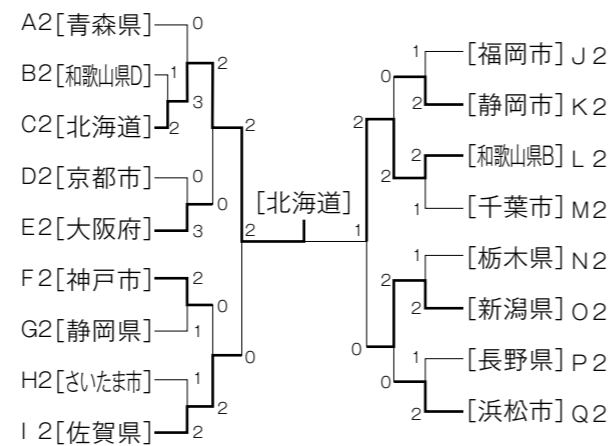 A2[青森県] 0
B2[和歌山県D] 1
C2[北海道] 2
3
2
D2[京都市] 0
E2[大阪府] 3
0
2
F2[神戸市] 2
G2[静岡県] 1
0
H2[さいたま市] 1
I2[佐賀県] 2
2
0
2
[北海道]
1
1 [福岡市] J2
2 [静岡市] K2
0
2 [和歌山県B] L2
1 [千葉市] M2
2
2
1 [栃木県] N2
2 [新潟県] O2
2
1 [長野県] P2
2 [浜松市] Q2
0
0